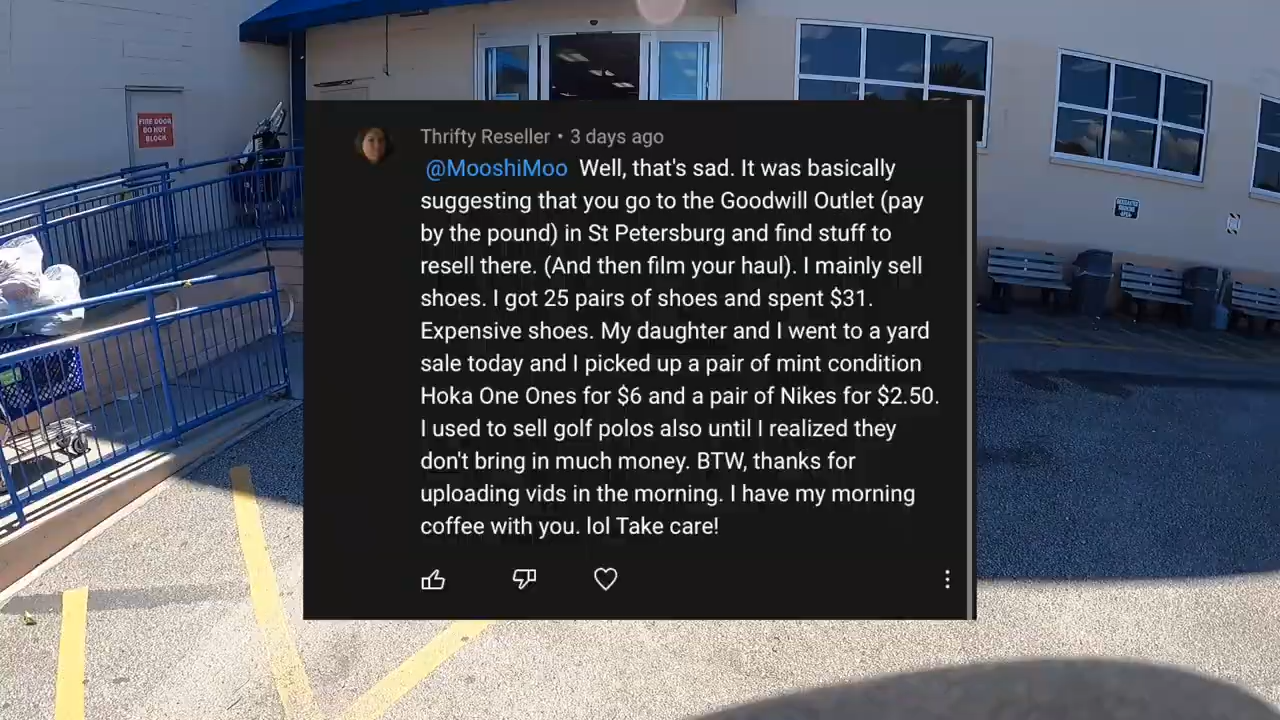 FIRE DOOR
DO NOT
BLOCK
Thrifty Reseller • 3 days ago
@MooshiMoo Well, that's sad. It was basically
suggesting that you go to the Goodwill Outlet (pay
by the pound) in St Petersburg and find stuff to
resell there. (And then film your haul). I mainly sell
shoes. I got 25 pairs of shoes and spent $31.
Expensive shoes. My daughter and I went to a yard
sale today and I picked up a pair of mint condition
Hoka One Ones for $6 and a pair of Nikes for $2.50.
I used to sell golf polos also until I realized they
don't bring in much money. BTW, thanks for
uploading vids in the morning. I have my morning
coffee with you. lol Take care!